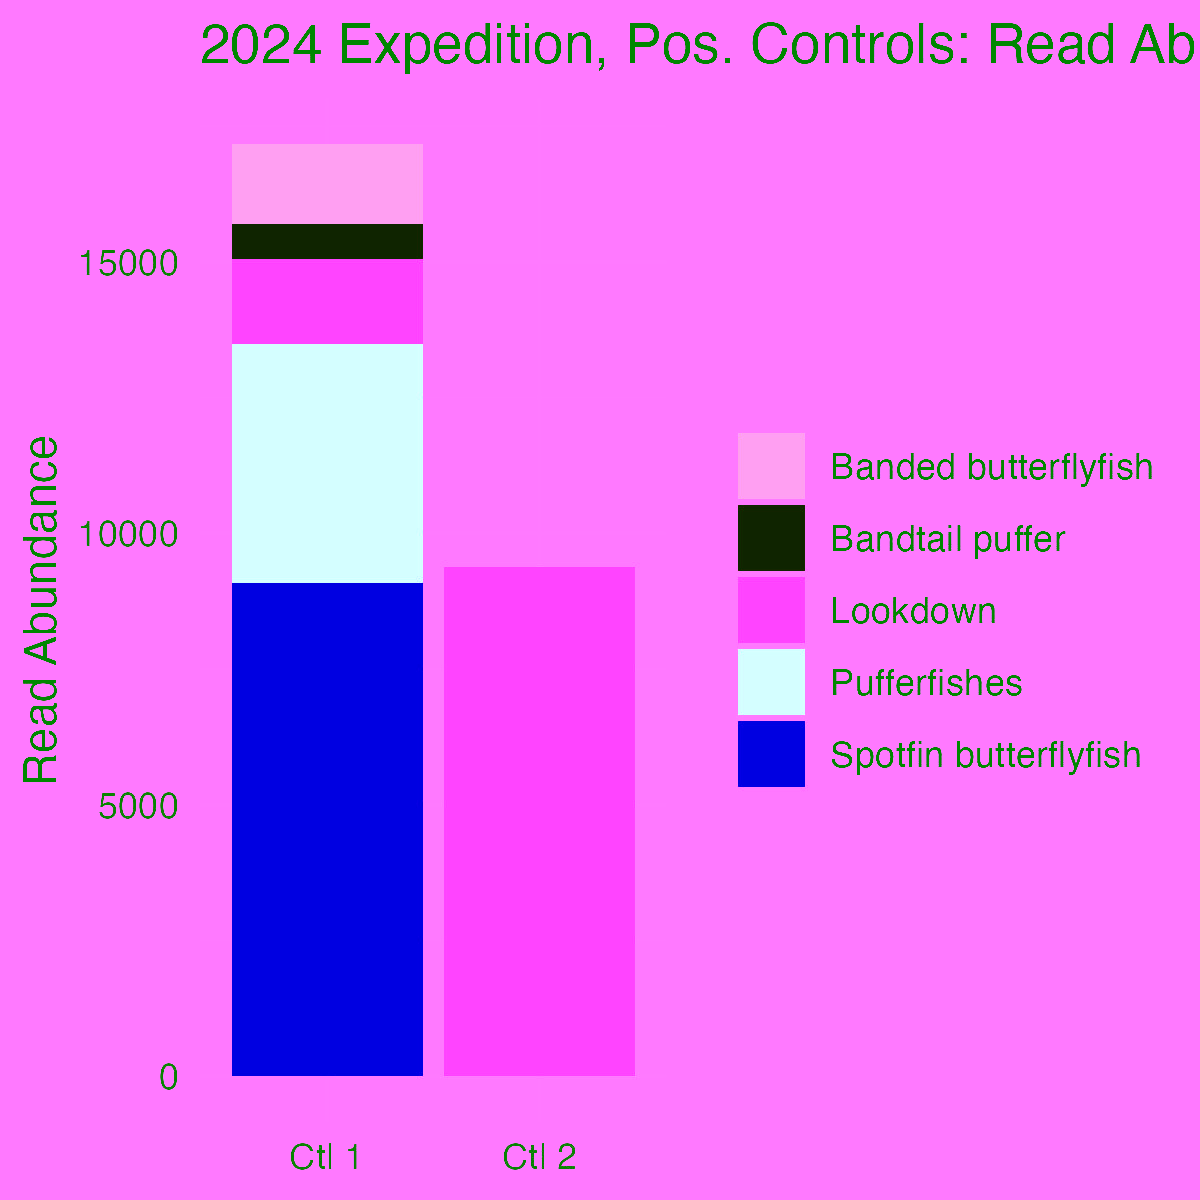 2024 Expedition, Pos. Controls: Read Ab
Read Abundance
15000
10000
5000
0
Ctl 1
Ctl 2
Banded butterflyfish
Bandtail puffer
Lookdown
Pufferfishes
Spotfin butterflyfish